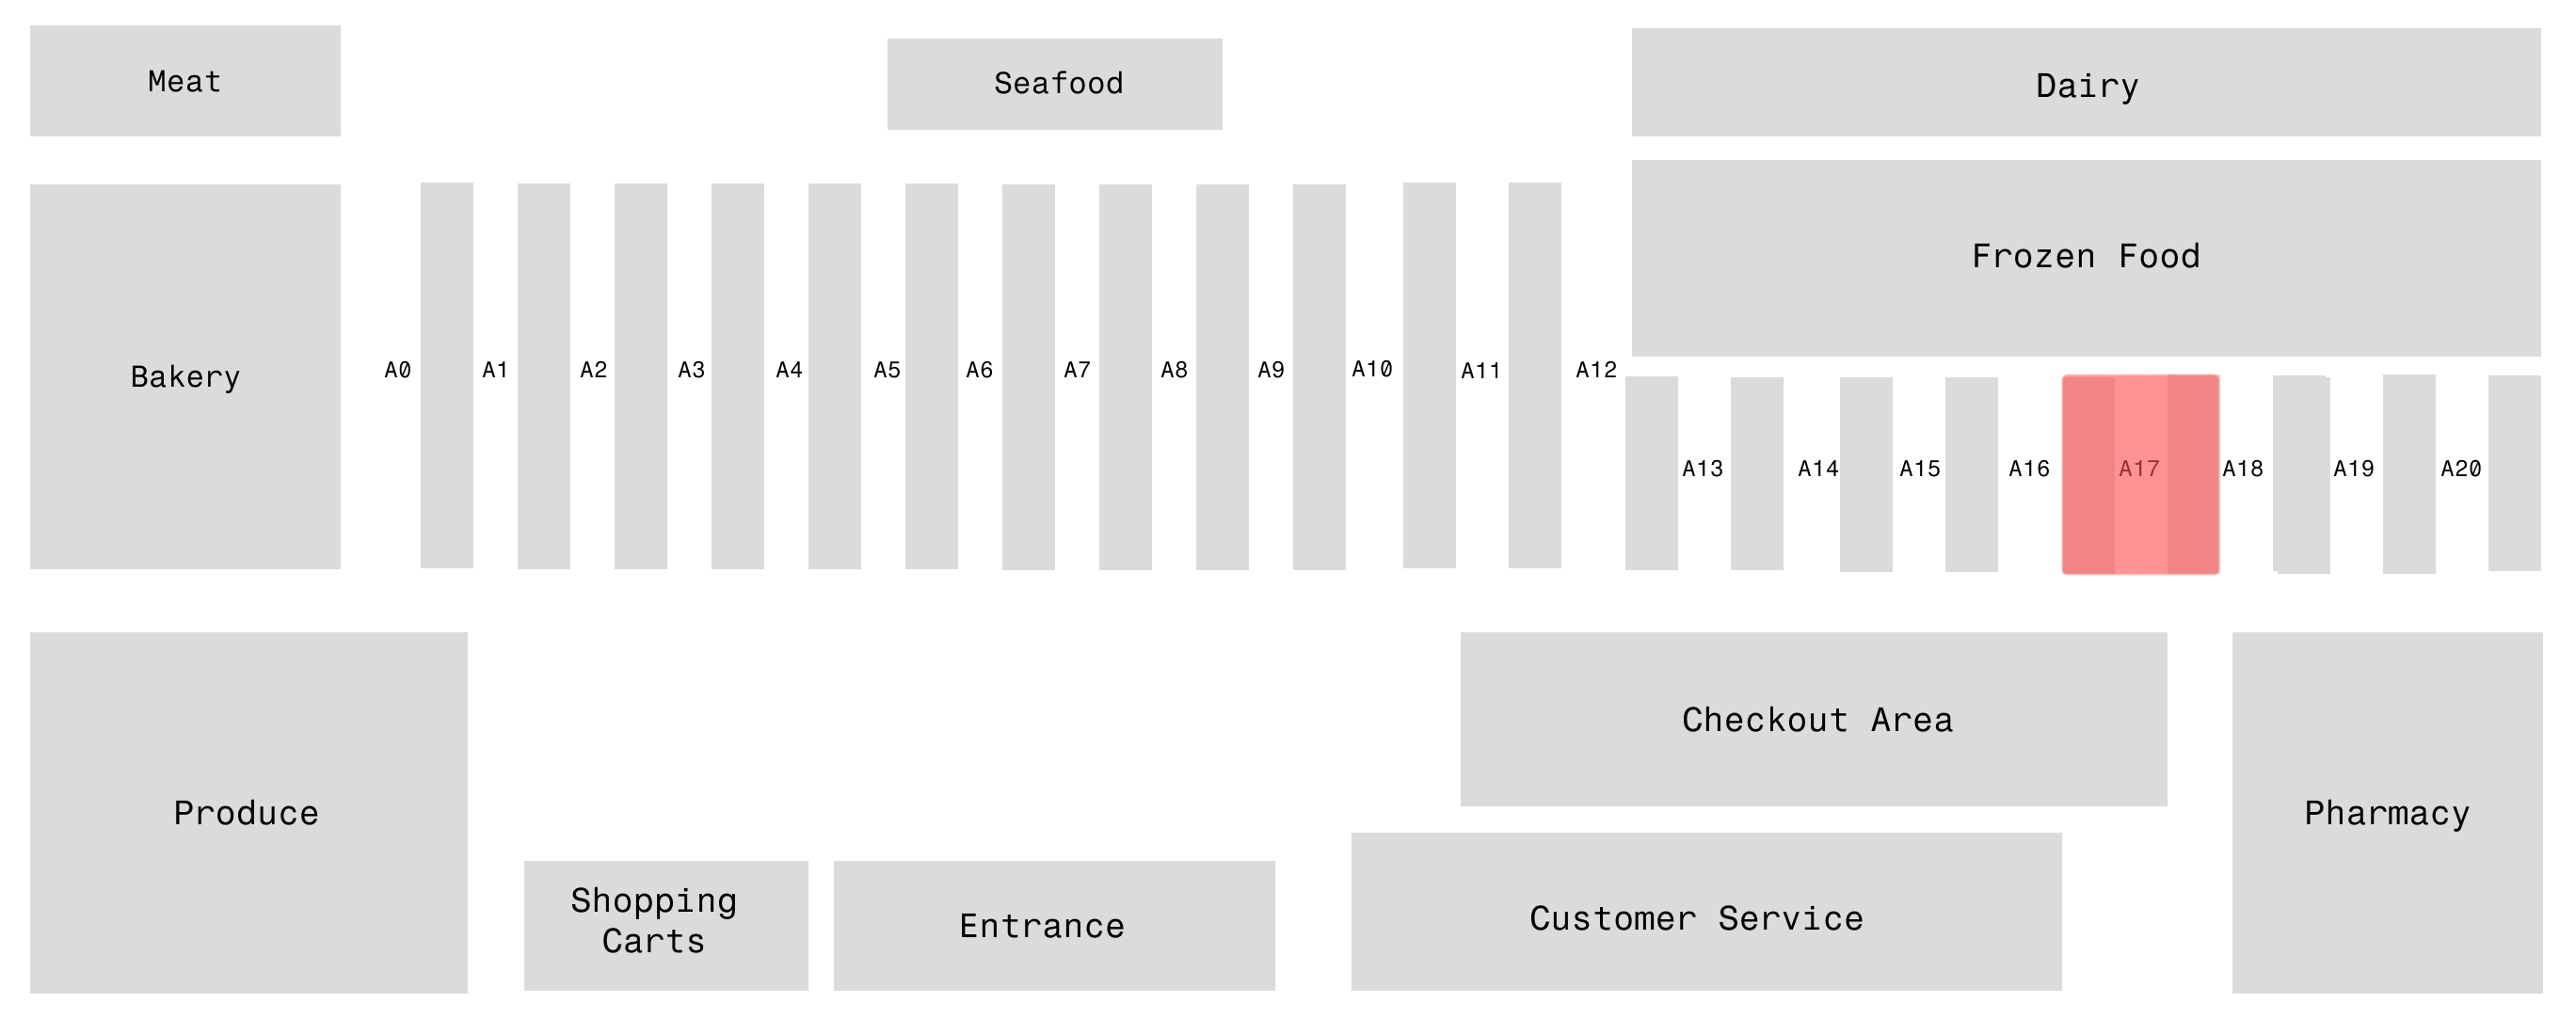 Meat
Seafood
Dairy
Frozen Food
Bakery
A0
A1
A2
A3
A4
A5
A6
A7
A8
A9
A10
A11
A12
A13
A14
A15
A16
A17
A18
A19
A20
Produce
Checkout Area
Pharmacy
Shopping
Carts
Entrance
Customer Service